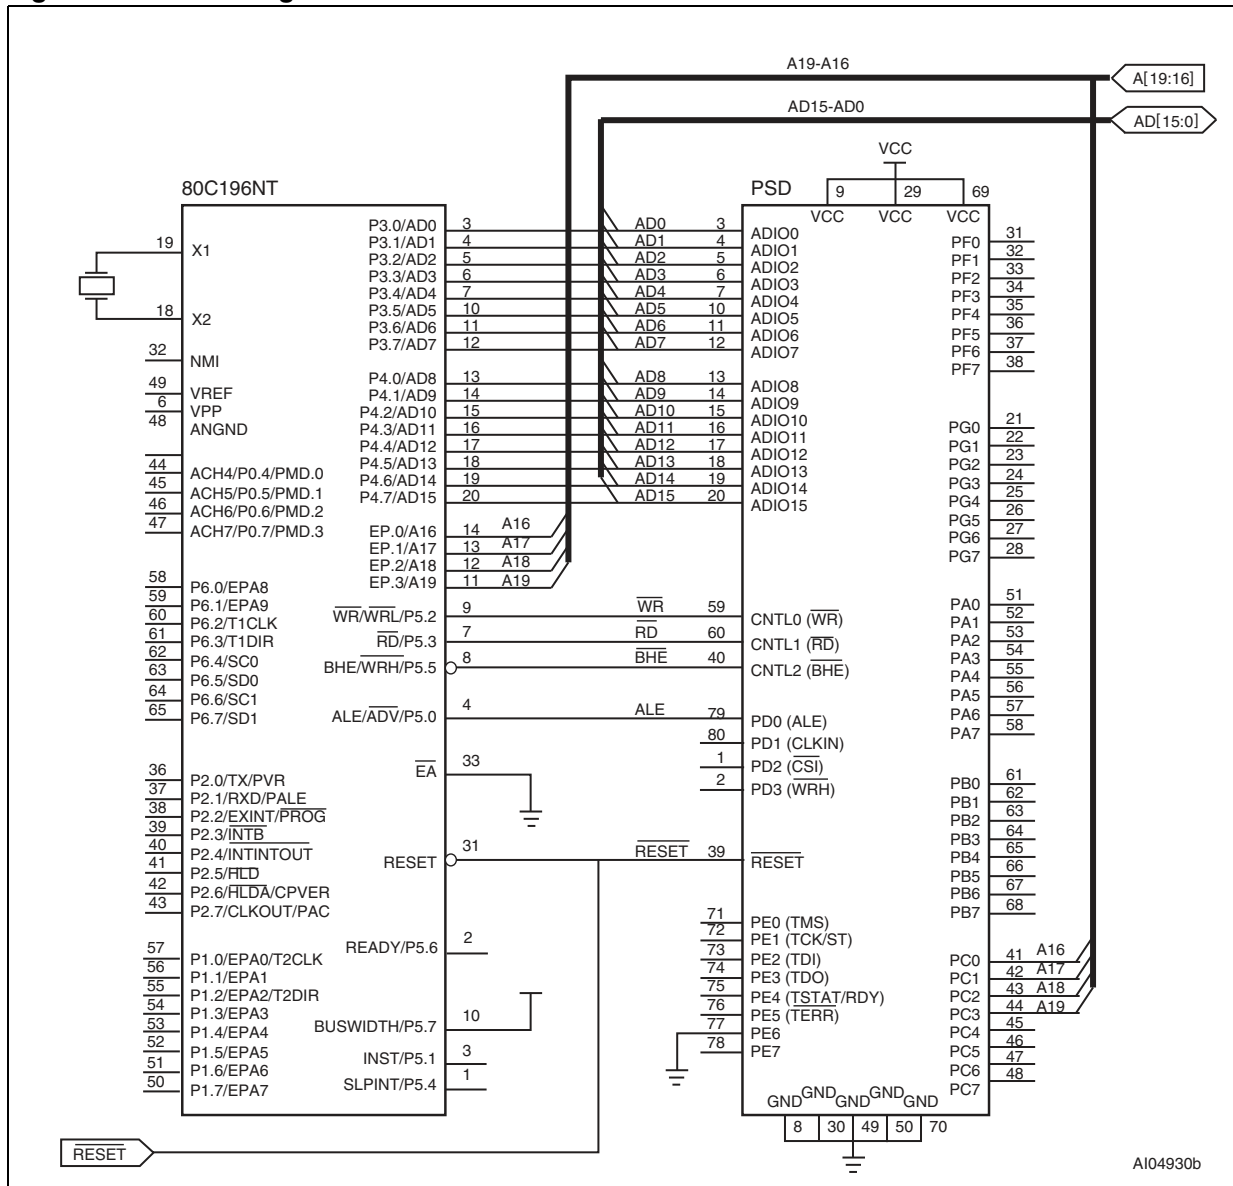 A19-A16
A[19:16]
AD15-AD0
AD[15:0]
VCC
80C196NT
PSD
9
29
69
VCC
VCC
VCC
19
X1
18
X2
32
NMI
49
VREF
6
VPP
48
ANGND
44
ACH4/P0.4/PMD.0
45
ACH5/P0.5/PMD.1
46
ACH6/P0.6/PMD.2
47
ACH7/P0.7/PMD.3
58
P6.0/EPA8
59
P6.1/EPA9
60
P6.2/T1CLK
61
P6.3/T1DIR
62
P6.4/SC0
63
P6.5/SD0
64
P6.6/SC1
65
P6.7/SD1
36
P2.0/TX/PVR
37
P2.1/RXD/PALE
38
P2.2/EXINT/PROG
39
P2.3/INTB
40
P2.4/INTINTOUT
41
P2.5/HLD
42
P2.6/HLDA/CPVER
43
P2.7/CLKOUT/PAC
57
P1.0/EPA0/T2CLK
56
P1.1/EPA1
55
P1.2/EPA2/T2DIR
54
P1.3/EPA3
53
P1.4/EPA4
52
P1.5/EPA5
51
P1.6/EPA6
50
P1.7/EPA7
P3.0/AD0 3 AD0 3 ADIO0
P3.1/AD1 4 AD1 4 ADIO1
P3.2/AD2 5 AD2 5 ADIO2
P3.3/AD3 6 AD3 6 ADIO3
P3.4/AD4 7 AD4 7 ADIO4
P3.5/AD5 10 AD5 10 ADIO5
P3.6/AD6 11 AD6 11 ADIO6
P3.7/AD7 12 AD7 12 ADIO7
P4.0/AD8 13 AD8 13 ADIO8
P4.1/AD9 14 AD9 14 ADIO9
P4.2/AD10 15 AD10 15 ADIO10
P4.3/AD11 16 AD11 16 ADIO11
P4.4/AD12 17 AD12 17 ADIO12
P4.5/AD13 18 AD13 18 ADIO13
P4.6/AD14 19 AD14 19 ADIO14
P4.7/AD15 20 AD15 20 ADIO15
EP.0/A16 14 A16
EP.1/A17 13 A17
EP.2/A18 12 A18
EP.3/A19 11 A19
WR/WRL/P5.2 9 WR 59 CNTL0 (WR)
RD/P5.3 7 RD 60 CNTL1 (RD)
BHE/WRH/P5.5 8 BHE 40 CNTL2 (BHE)
ALE/ADV/P5.0 4 ALE 79 PD0 (ALE)
80 PD1 (CLKIN)
1 PD2 (CSI)
2 PD3 (WRH)
EA 33
RESET 31 RESET 39 RESET
READY/P5.6 2
BUSWIDTH/P5.7 10
INST/P5.1 3
SLPINT/P5.4 1
71 PE0 (TMS)
72 PE1 (TCK/ST)
73 PE2 (TDI)
74 PE3 (TDO)
75 PE4 (TSTAT/RDY)
76 PE5 (TERR)
77 PE6
78 PE7
PF0 31
PF1 32
PF2 33
PF3 34
PF4 35
PF5 36
PF6 37
PF7 38
PG0 21
PG1 22
PG2 23
PG3 24
PG4 25
PG5 26
PG6 27
PG7 28
PA0 51
PA1 52
PA2 53
PA3 54
PA4 55
PA5 56
PA6 57
PA7 58
PB0 61
PB1 62
PB2 63
PB3 64
PB4 65
PB5 66
PB6 67
PB7 68
PC0 41 A16
PC1 42 A17
PC2 43 A18
PC3 44 A19
PC4 45
PC5 46
PC6 47
PC7 48
GND GND GND GND GND
8 30 49 50 70
RESET
AI04930b